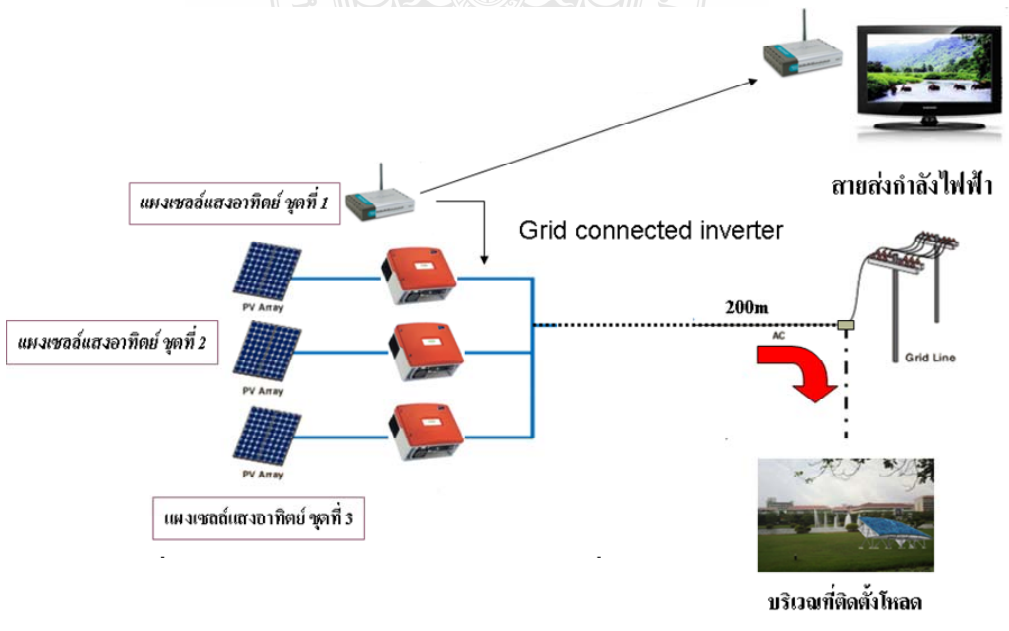 สายส่งกำลังไฟฟ้า
แผงเซลล์แสงอาทิตย์ ชุดที่ 1
Grid connected inverter
PV Array
200m
AC
แผงเซลล์แสงอาทิตย์ ชุดที่ 2
Grid Line
PV Array
PV Array
แผงเซลล์แสงอาทิตย์ ชุดที่ 3
บริเวณที่ติดตั้งโหลด